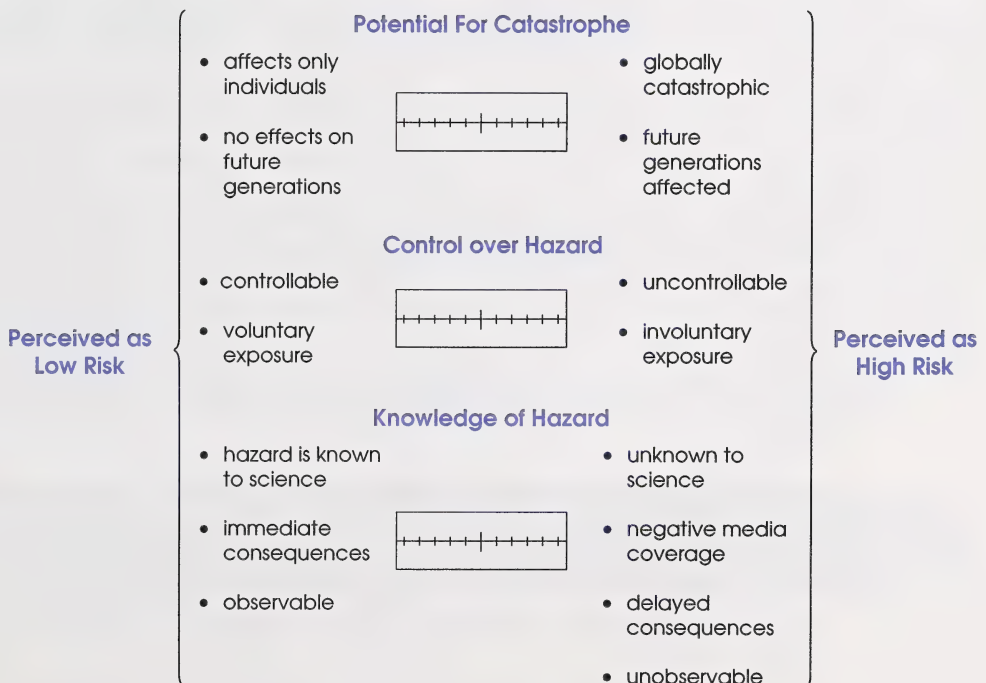 Potential For Catastrophe
• affects only
individuals
• no effects on
future
generations
• globally
catastrophic
• future
generations
affected
Control over Hazard
• controllable
• voluntary
exposure
• uncontrollable
• involuntary
exposure
Perceived as
Low Risk
Perceived as
High Risk
Knowledge of Hazard
• hazard is known
to science
• immediate
consequences
• observable
• unknown to
science
• negative media
coverage
• delayed
consequences
• unobservable